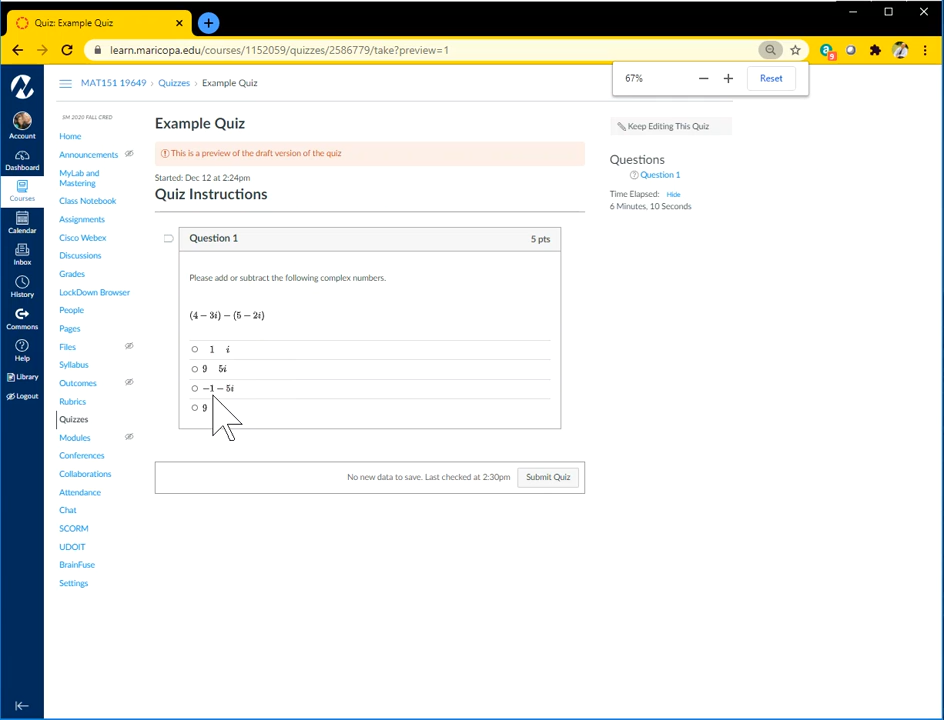 Quiz: Example Quiz
learn.maricopa.edu/courses/1152059/quizzes/2586779/take?preview=1
67%
Reset
MAT151 19649 › Quizzes › Example Quiz
SM 2020 FALL CRED
Account
Dashboard
Courses
Calendar
Inbox
History
Commons
Help
Library
Logout
Home
Announcements
MyLab and
Mastering
Class Notebook
Assignments
Cisco Webex
Discussions
Grades
LockDown Browser
People
Pages
Files
Syllabus
Outcomes
Rubrics
Quizzes
Modules
Conferences
Collaborations
Attendance
Chat
SCORM
UDOIT
BrainFuse
Settings
Example Quiz
This is a preview of the draft version of the quiz
Started: Dec 12 at 2:24pm
Quiz Instructions
Question 1 5 pts
Please add or subtract the following complex numbers.
(4 − 3i) − (5 − 2i)
1 i
9 5i
−1 − 5i
9
No new data to save. Last checked at 2:30pm Submit Quiz
Keep Editing This Quiz
Questions
Question 1
Time Elapsed: Hide
6 Minutes, 10 Seconds